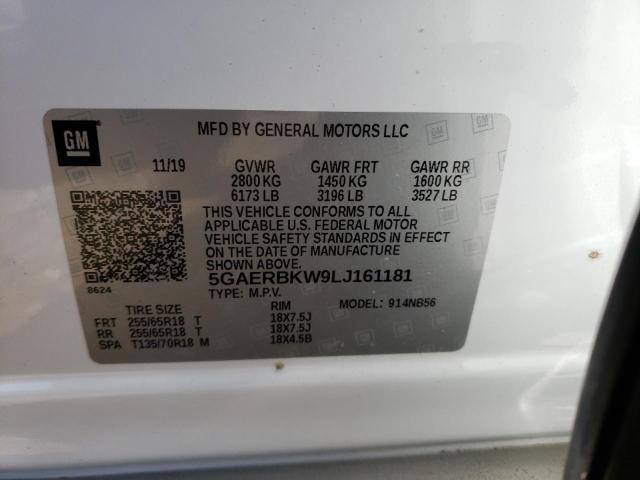 GM
MFD BY GENERAL MOTORS LLC
11/19 GVWR GAWR FRT GAWR RR
2800 KG 1450 KG 1600 KG
6173 LB 3196 LB 3527 LB
THIS VEHICLE CONFORMS TO ALL
APPLICABLE U.S. FEDERAL MOTOR
VEHICLE SAFETY STANDARDS IN EFFECT
ON THE DATE OF MANUFACTURE
SHOWN ABOVE.
8624
5GAERBKW9LJ161181
TYPE: M.P.V. MODEL: 914NB56
TIRE SIZE RIM
FRT 255/65R18 T 18X7.5J
RR 255/65R18 T 18X7.5J
SPA T135/70R18 M 18X4.5B